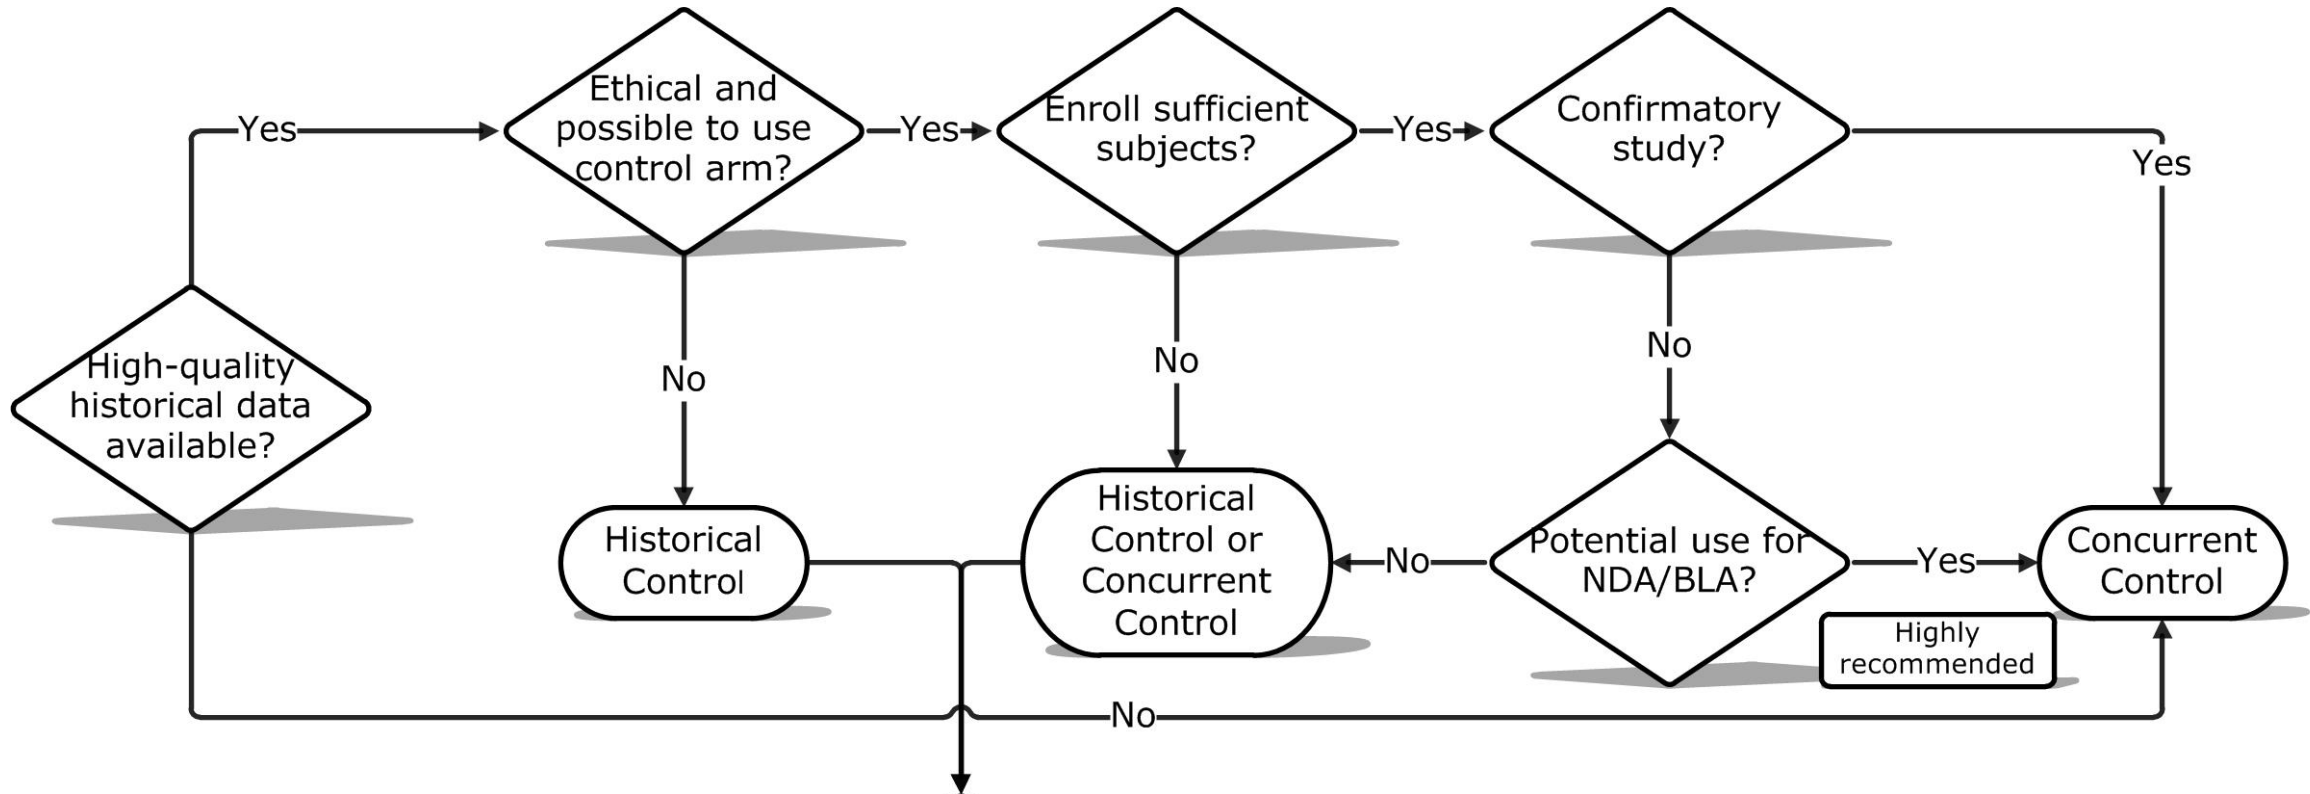 Ethical and
possible to use
control arm?
Enroll sufficient
subjects?
Confirmatory
study?
Yes
Yes
Yes
Yes
High-quality
historical data
available?
No
No
No
Historical
Control
Historical
Control or
Concurrent
Control
No
Potential use for
NDA/BLA?
Yes
Concurrent
Control
Highly
recommended
No